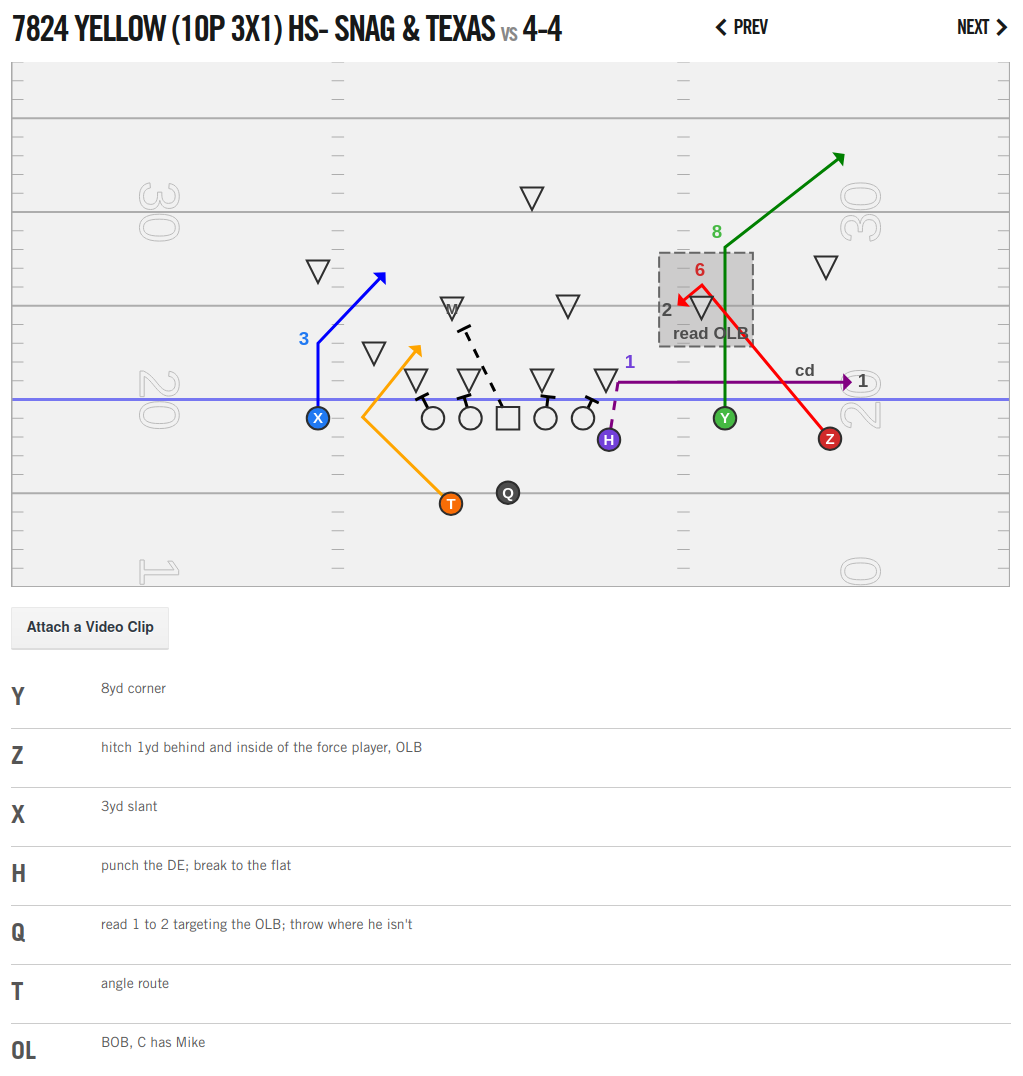 7824 YELLOW (10P 3X1) HS- SNAG & TEXAS VS 4-4
PREV
NEXT
30
30
8
6
2
M
read OLB
3
1
cd
1
20
20
X
H
Y
Z
T
Q
1
0
Attach a Video Clip
Y 8yd corner
Z hitch 1yd behind and inside of the force player, OLB
X 3yd slant
H punch the DE; break to the flat
Q read 1 to 2 targeting the OLB; throw where he isn't
T angle route
OL BOB, C has Mike